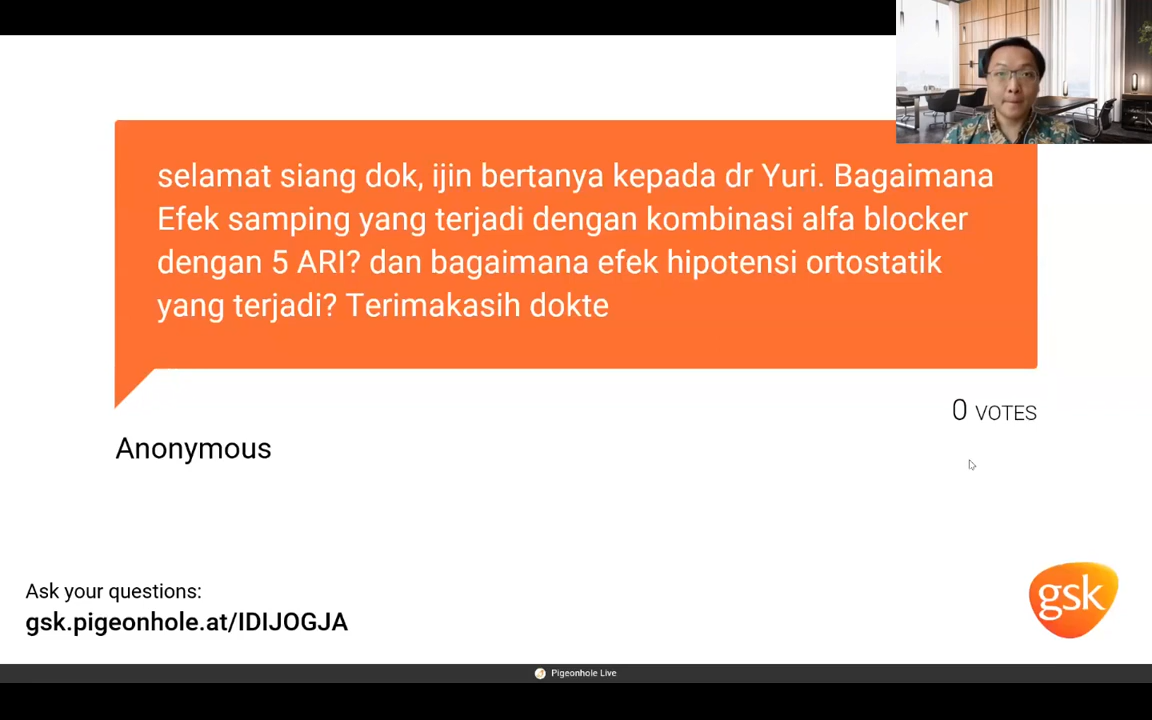 selamat siang dok, ijin bertanya kepada dr Yuri. Bagaimana
Efek samping yang terjadi dengan kombinasi alfa blocker
dengan 5 ARI? dan bagaimana efek hipotensi ortostatik
yang terjadi? Terimakasih dokte
0 VOTES
Anonymous
Ask your questions:
gsk.pigeonhole.at/IDIJOGJA
gsk
Pigeonhole Live